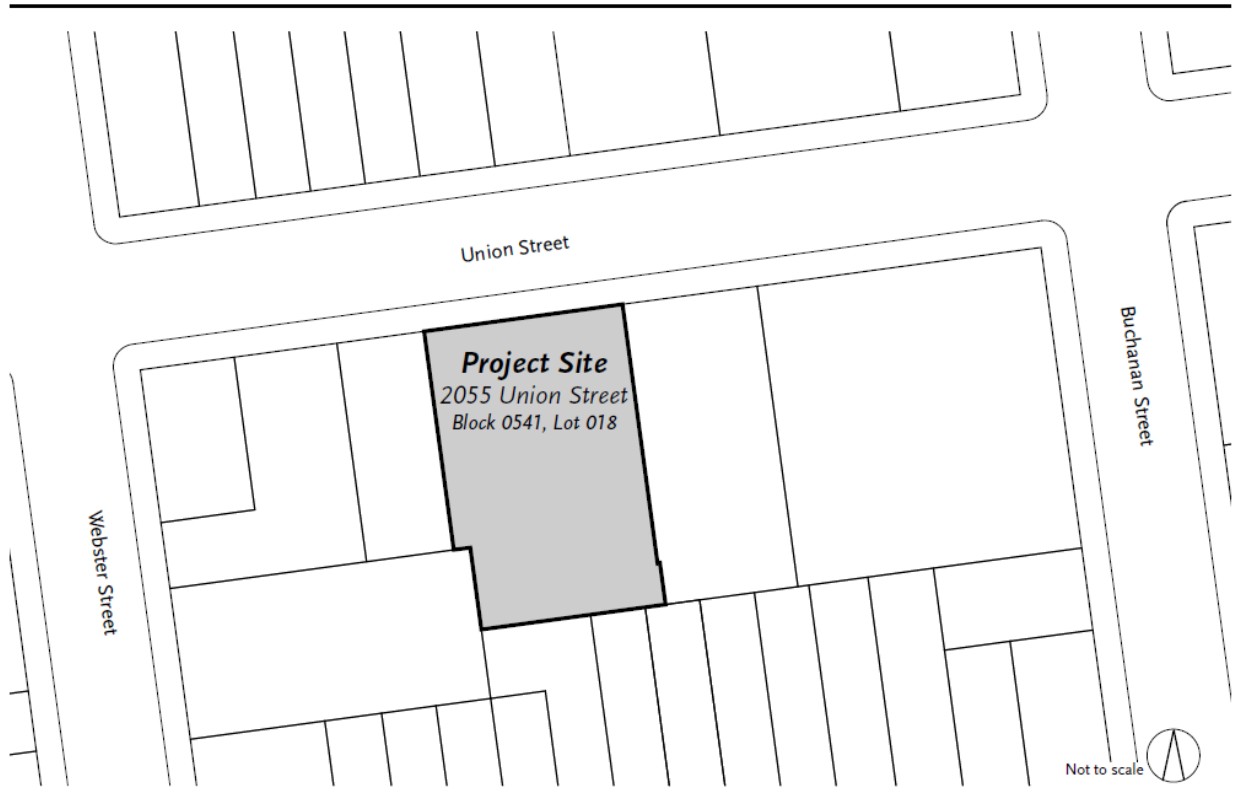 Union Street
Project Site
2055 Union Street
Block 0541, Lot 018
Buchanan Street
Webster Street
Not to scale